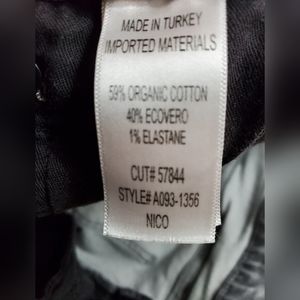 MADE IN TURKEY
IMPORTED MATERIALS
59% ORGANIC COTTON
40% ECOVERO
1% ELASTANE
CUT# 57844
STYLE# A093-1356
NICO